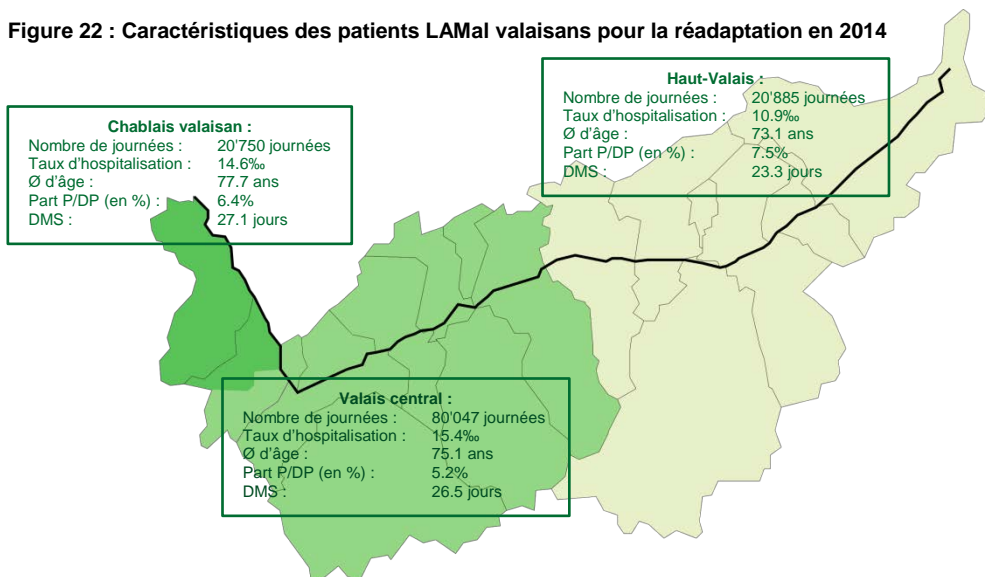 Figure 22 : Caractéristiques des patients LAMal valaisans pour la réadaptation en 2014
Haut-Valais :
Nombre de journées : 20'885 journées
Taux d'hospitalisation : 10.9‰
Ø d'âge : 73.1 ans
Part P/DP (en %) : 7.5%
DMS : 23.3 jours
Chablais valaisan :
Nombre de journées : 20'750 journées
Taux d'hospitalisation : 14.6‰
Ø d'âge : 77.7 ans
Part P/DP (en %) : 6.4%
DMS : 27.1 jours
Valais central :
Nombre de journées : 80'047 journées
Taux d'hospitalisation : 15.4‰
Ø d'âge : 75.1 ans
Part P/DP (en %) : 5.2%
DMS : 26.5 jours